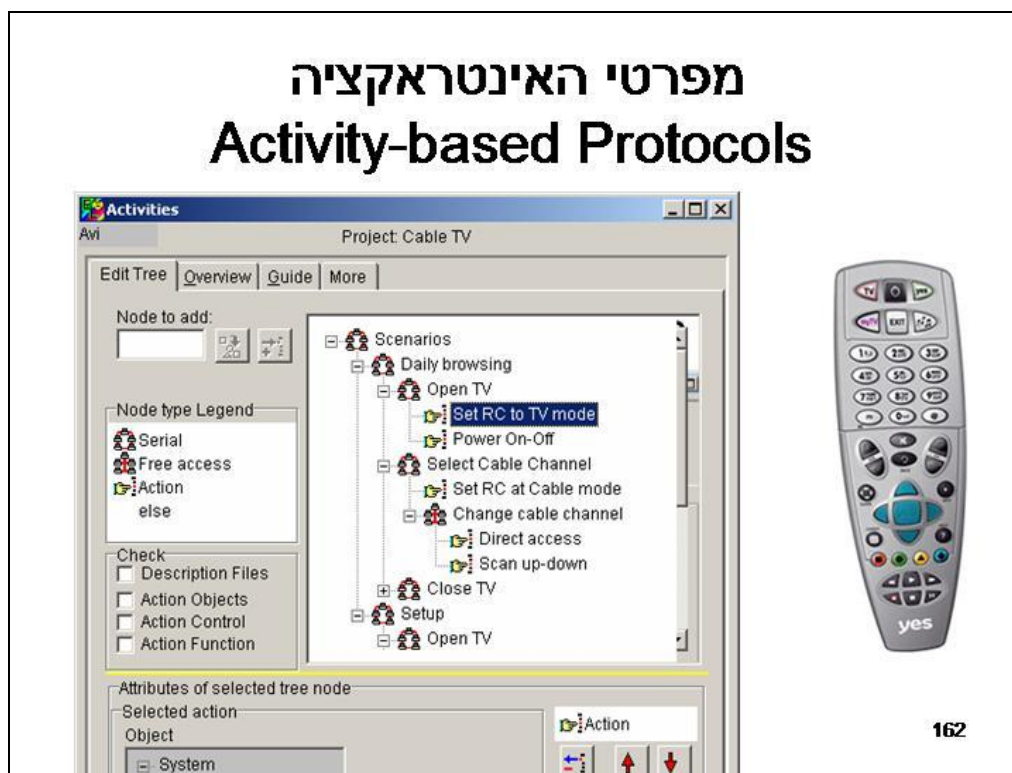 מפרטי האינטראקציה
Activity-based Protocols
Activities
Avi
Project: Cable TV
Edit Tree
Overview
Guide
More
Node to add:
Node type Legend
Serial
Free access
Action
else
Check
Description Files
Action Objects
Action Control
Action Function
Scenarios
Daily browsing
Open TV
Set RC to TV mode
Power On-Off
Select Cable Channel
Set RC at Cable mode
Change cable channel
Direct access
Scan up-down
Close TV
Setup
Open TV
Attributes of selected tree node
Selected action
Object
System
Action
TV
yes
myTV
EXIT
yes
162